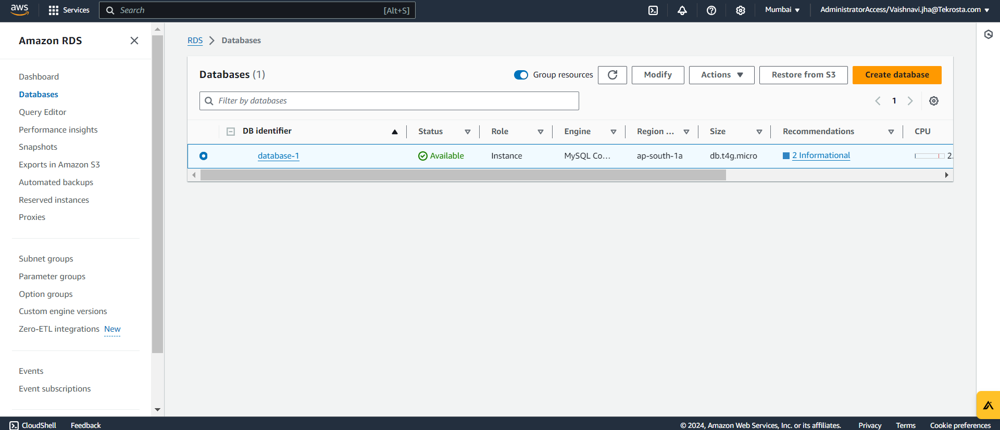 aws Services Search [Alt+S] Mumbai AdministratorAccess/Vaishnavi.jha@Tekrosta.com
Amazon RDS
Dashboard
Databases
Query Editor
Performance insights
Snapshots
Exports in Amazon S3
Automated backups
Reserved instances
Proxies
Subnet groups
Parameter groups
Option groups
Custom engine versions
Zero-ETL integrations New
Events
Event subscriptions
RDS Databases
Databases (1) Group resources Modify Actions Restore from S3 Create database
Filter by databases 1
DB identifier Status Role Engine Region ... Size Recommendations CPU
database-1 Available Instance MySQL Co... ap-south-1a db.t4g.micro 2 Informational 2.
CloudShell Feedback © 2024, Amazon Web Services, Inc. or its affiliates. Privacy Terms Cookie preferences